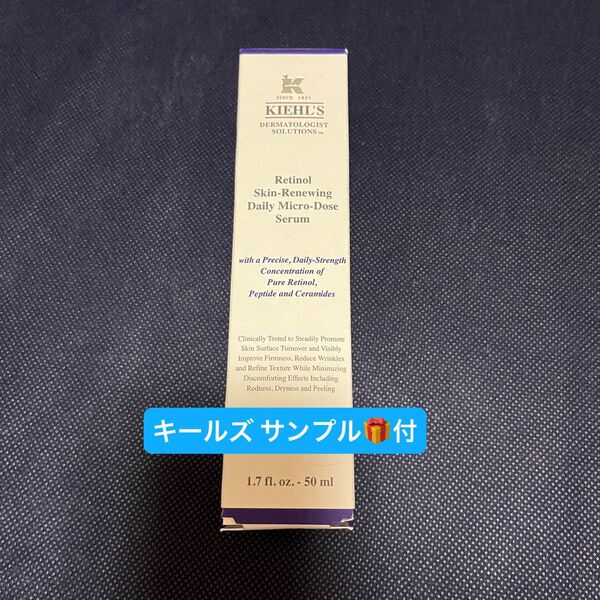 K
SINCE 1851
KIEHL'S
DERMATOLOGIST
SOLUTIONS™
Retinol
Skin-Renewing
Daily Micro-Dose
Serum
with a Precise, Daily-Strength
Concentration of
Pure Retinol,
Peptide and Ceramides
Clinically Tested to Steadily Promote
Skin Surface Turnover and Visibly
Improve Firmness, Reduce Wrinkles
and Refine Texture While Minimizing
Discomforting Effects Including
Redness, Dryness and Peeling
キールズ サンプル🎁付
1.7 fl. oz. - 50 ml